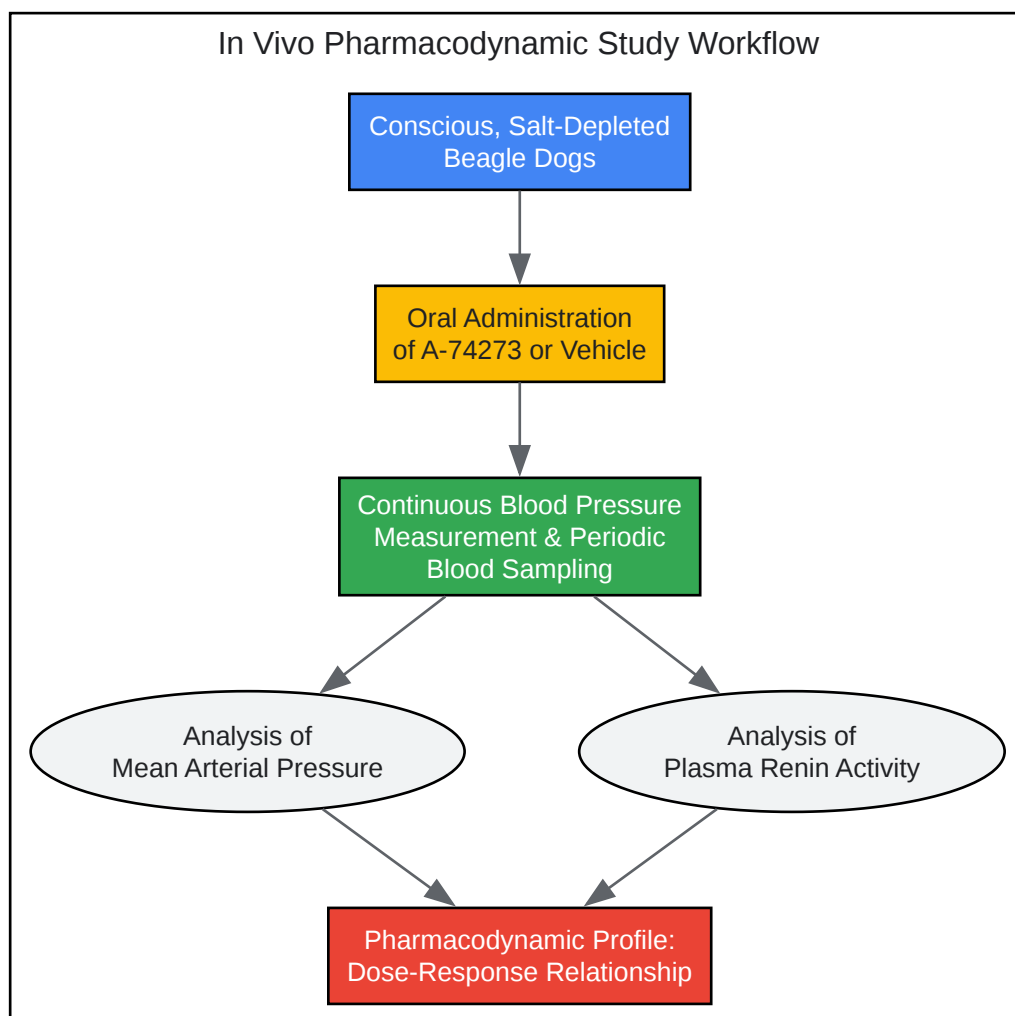 In Vivo Pharmacodynamic Study Workflow
Conscious, Salt-Depleted
Beagle Dogs
Oral Administration
of A-74273 or Vehicle
Continuous Blood Pressure
Measurement & Periodic
Blood Sampling
Analysis of
Mean Arterial Pressure
Analysis of
Plasma Renin Activity
Pharmacodynamic Profile:
Dose-Response Relationship